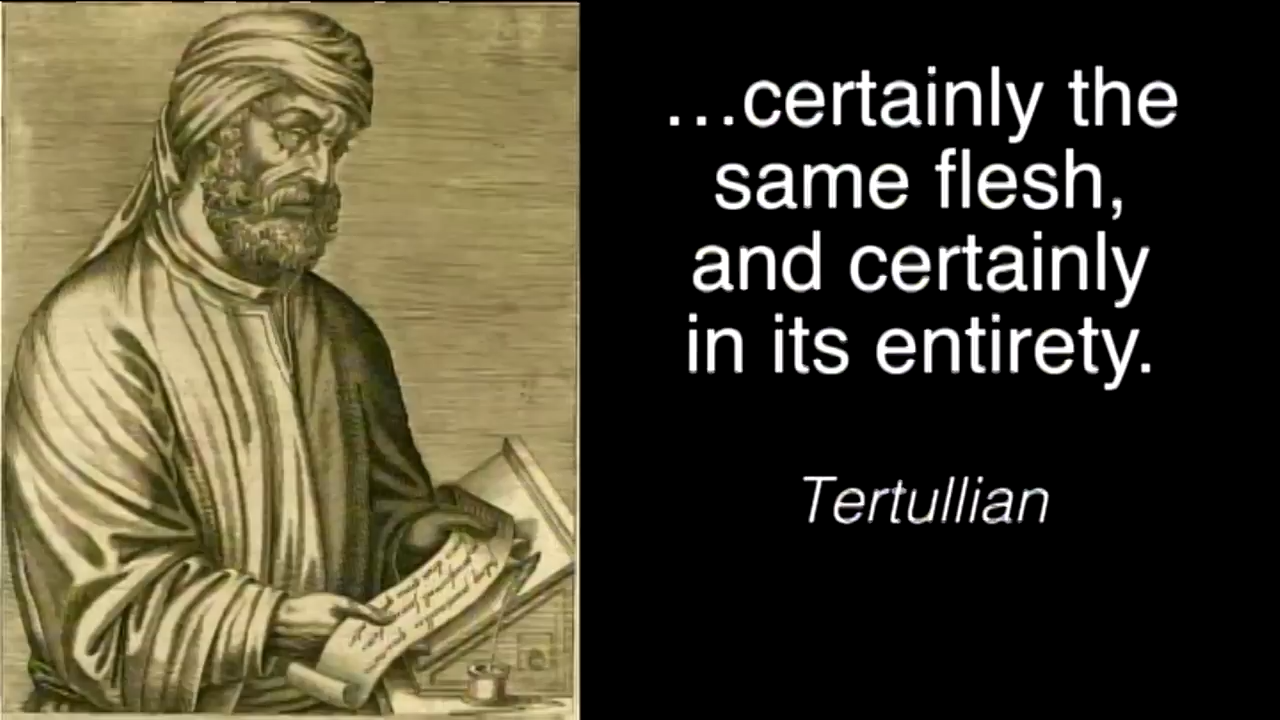 …certainly the
same flesh,
and certainly
in its entirety.
Tertullian